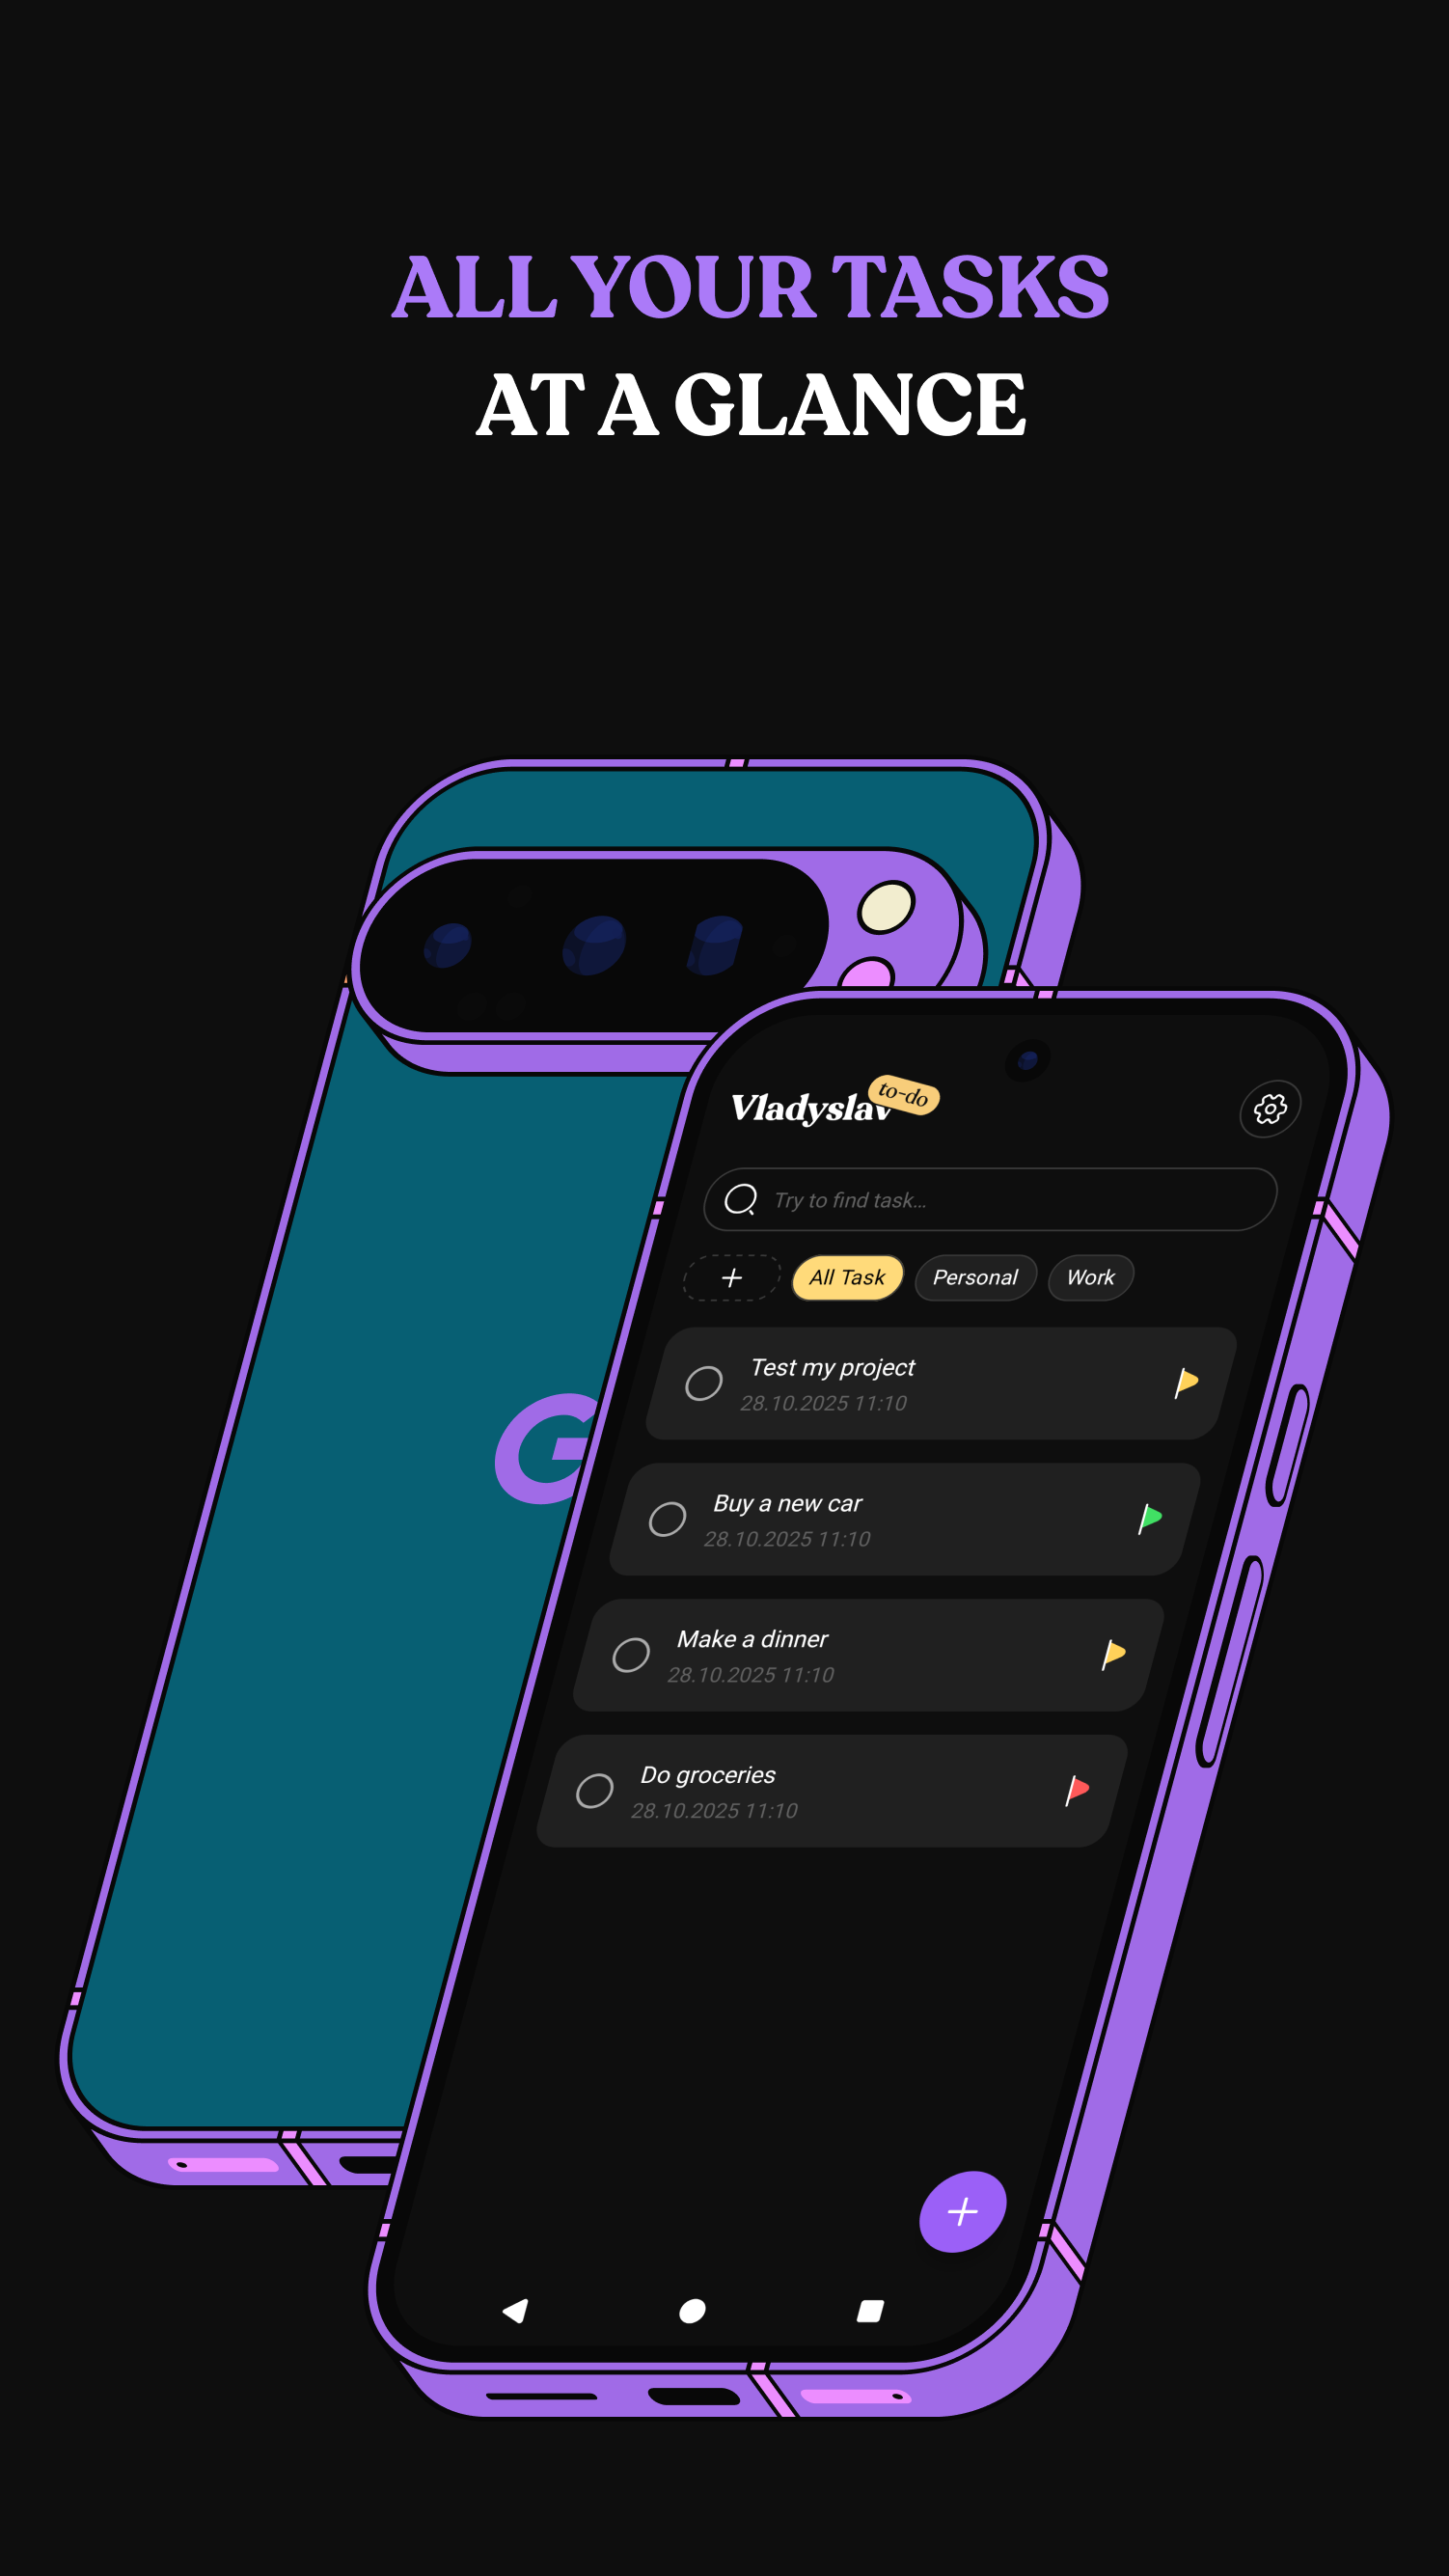 ALL YOUR TASKS
AT A GLANCE
Vladyslav
to-do
Try to find task...
+
All Task
Personal
Work
Test my project
28.10.2025 11:10
Buy a new car
28.10.2025 11:10
G
Make a dinner
28.10.2025 11:10
Do groceries
28.10.2025 11:10
+